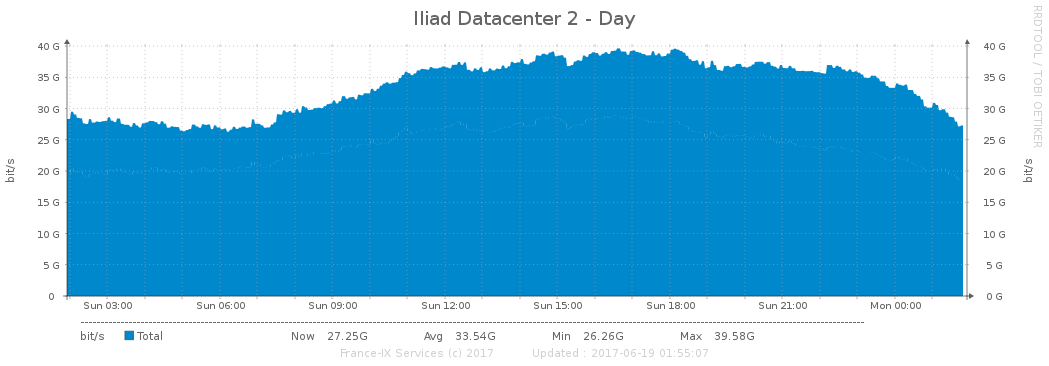 Iliad Datacenter 2 - Day
RRDTOOL / TOBI OETIKER
bit/s
40 G 40 G
35 G 35 G
30 G 30 G
25 G 25 G
20 G 20 G
15 G 15 G
10 G 10 G
5 G 5 G
0 0 G
bit/s
Sun 03:00 Sun 06:00 Sun 09:00 Sun 12:00 Sun 15:00 Sun 18:00 Sun 21:00 Mon 00:00
bit/s Total Now 27.25G Avg 33.54G Min 26.26G Max 39.58G
France-IX Services (c) 2017 Updated : 2017-06-19 01:55:07